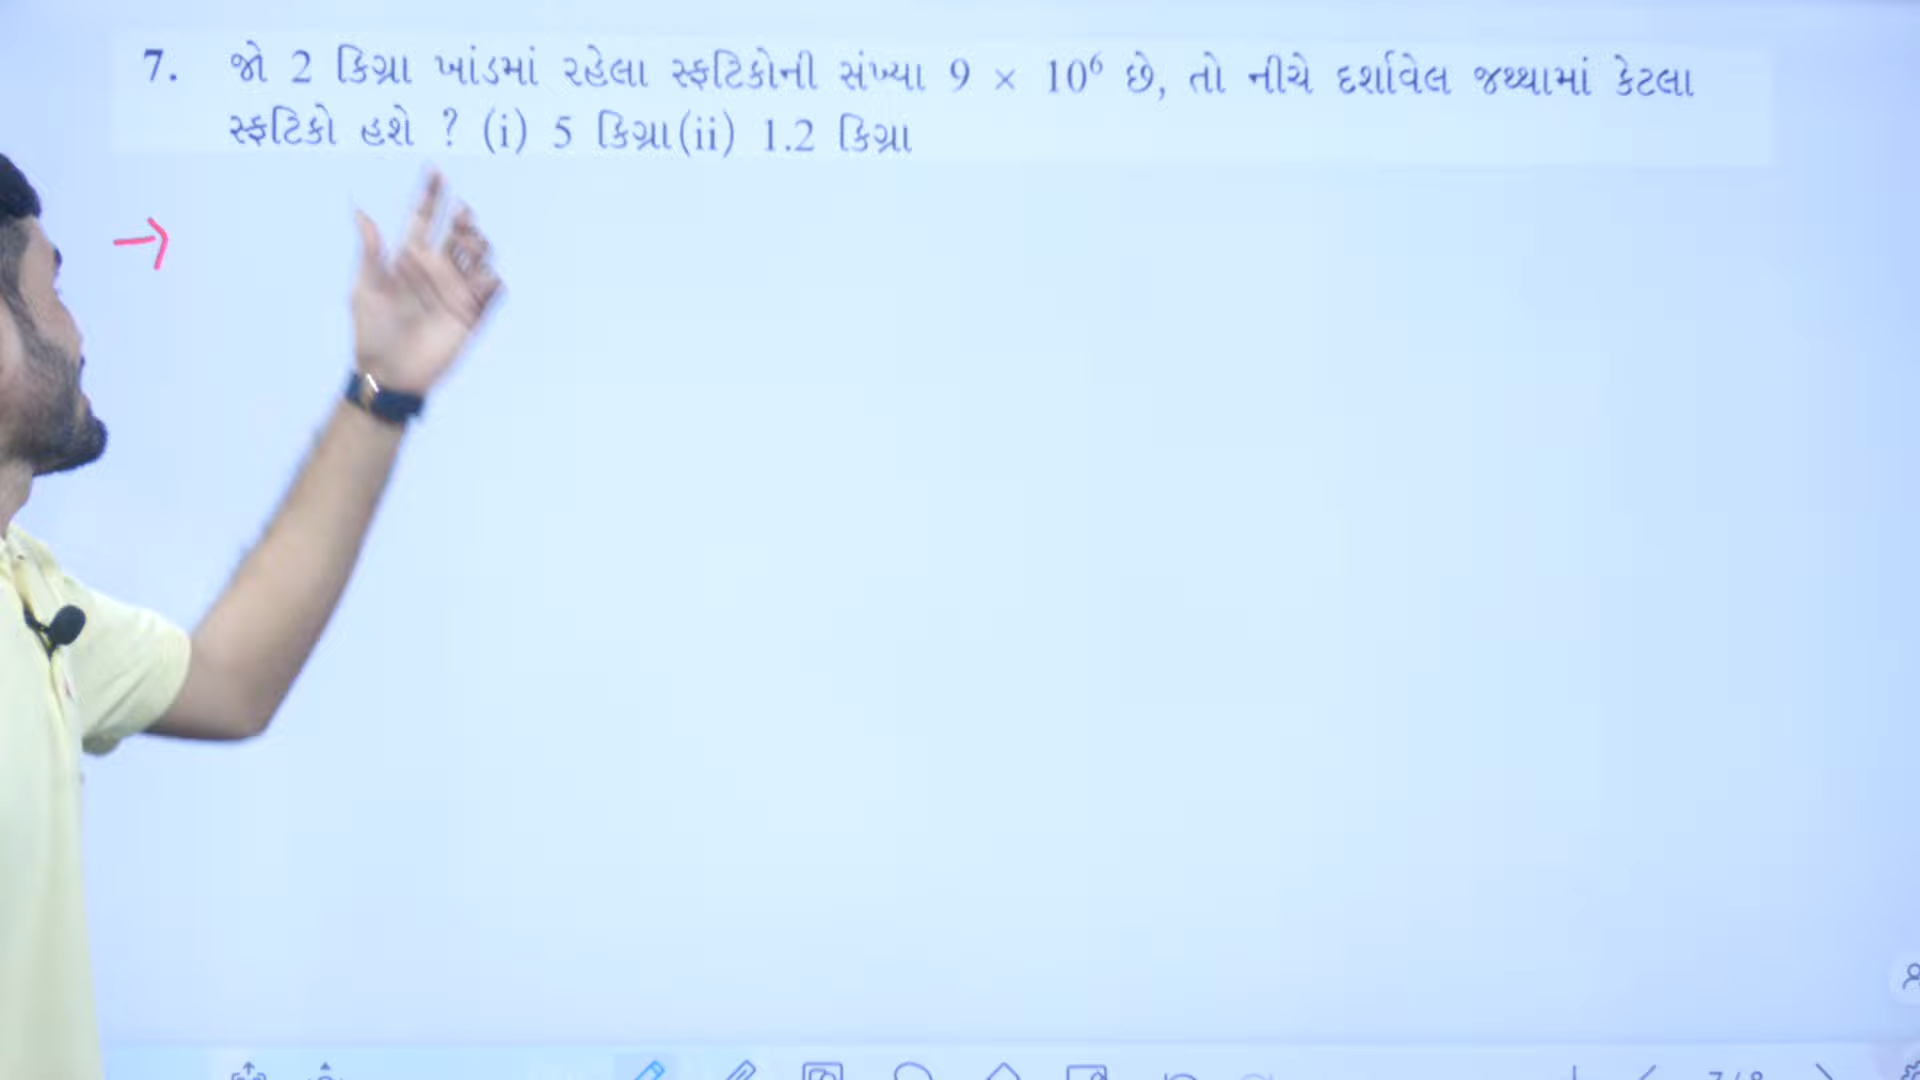 7. જો 2 કિગ્રા ખાંડમાં રહેલા સ્ફટિકોની સંખ્યા 9 × 10⁶ છે, તો નીચે દર્શાવેલ જથ્થામાં કેટલા
સ્ફટિકો હશે ? (i) 5 કિગ્રા(ii) 1.2 કિગ્રા